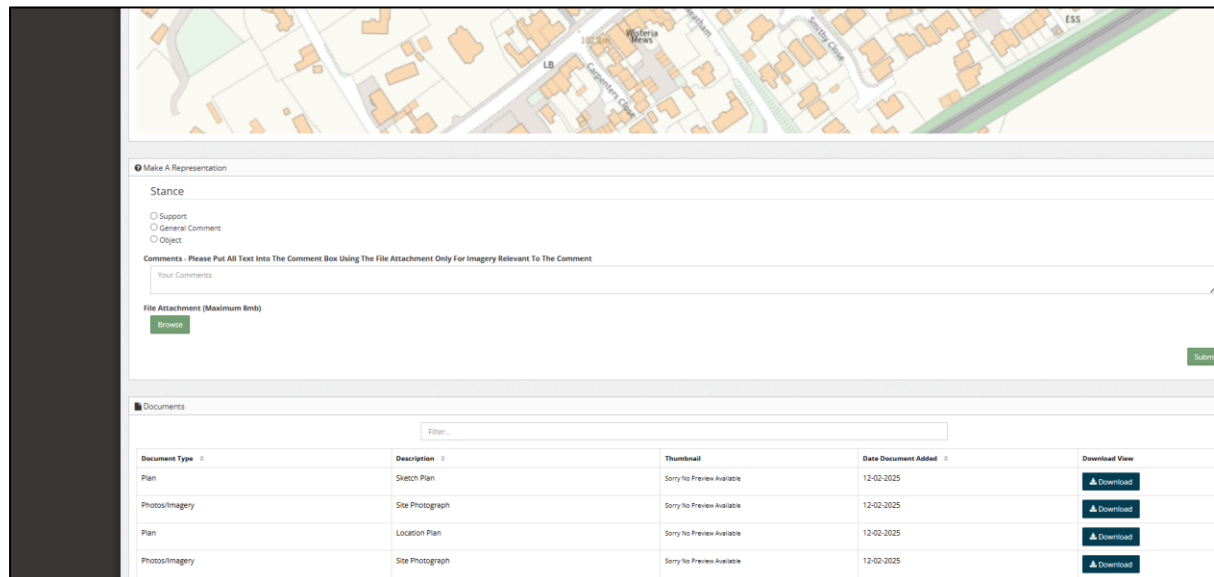 ESS
Wisteria
Mews
Smithy Close
LB
Carpenters Close
Make A Representation
Stance
Support
General Comment
Object
Comments - Please Put All Text Into The Comment Box Using The File Attachment Only For Imagery Relevant To The Comment
Your Comments
File Attachment (Maximum 8mb)
Browse
Submi
Documents
Filter...
Document Type Description Thumbnail Date Document Added Download View
Plan Sketch Plan Sorry No Preview Available 12-02-2025 Download
Photos/Imagery Site Photograph Sorry No Preview Available 12-02-2025 Download
Plan Location Plan Sorry No Preview Available 12-02-2025 Download
Photos/Imagery Site Photograph Sorry No Preview Available 12-02-2025 Download